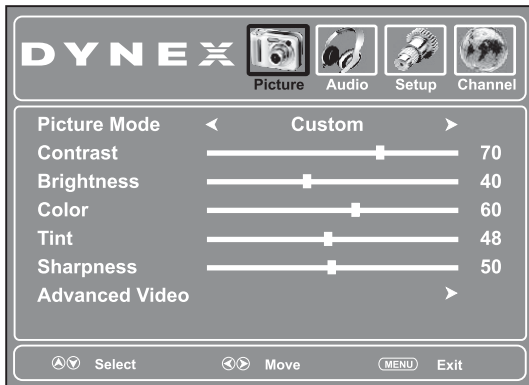 DYNEX
Picture Audio Setup Channel
Picture Mode Custom
Contrast 70
Brightness 40
Color 60
Tint 48
Sharpness 50
Advanced Video
Select Move MENU Exit